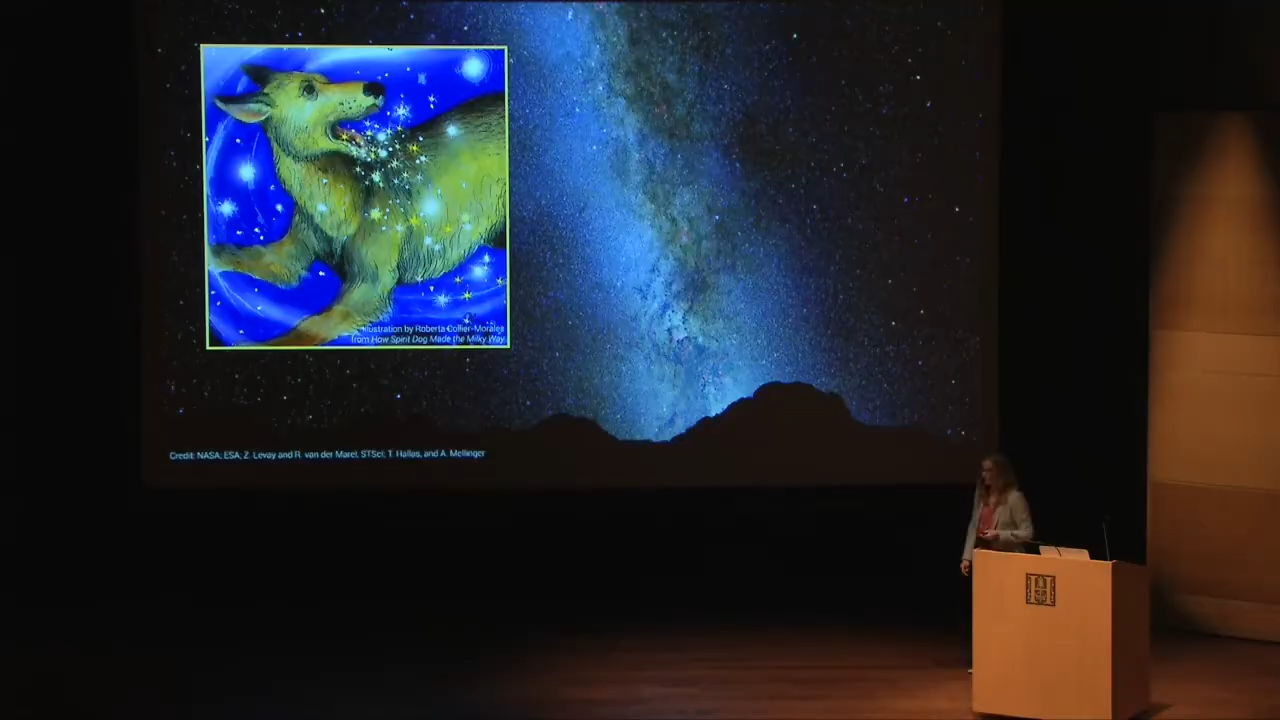 Illustration by Roberta Collier-Morales
from How Spirit Dog Made the Milky Way
Credit: NASA; ESA; Z. Levay and R. van der Marel, STScI; T. Hallas, and A. Mellinger